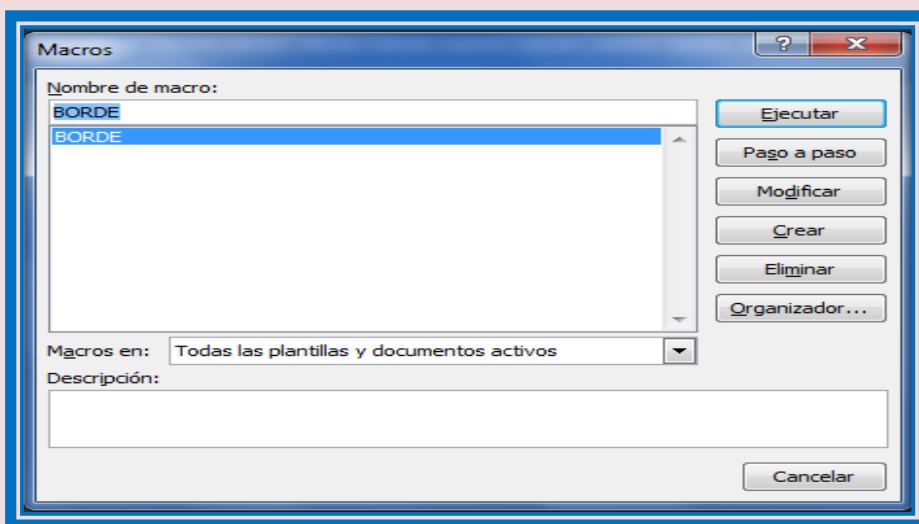 Macros
Nombre de macro:
BORDE
BORDE
Ejecutar
Paso a paso
Modificar
Crear
Eliminar
Organizador...
Macros en: Todas las plantillas y documentos activos
Descripción:
Cancelar